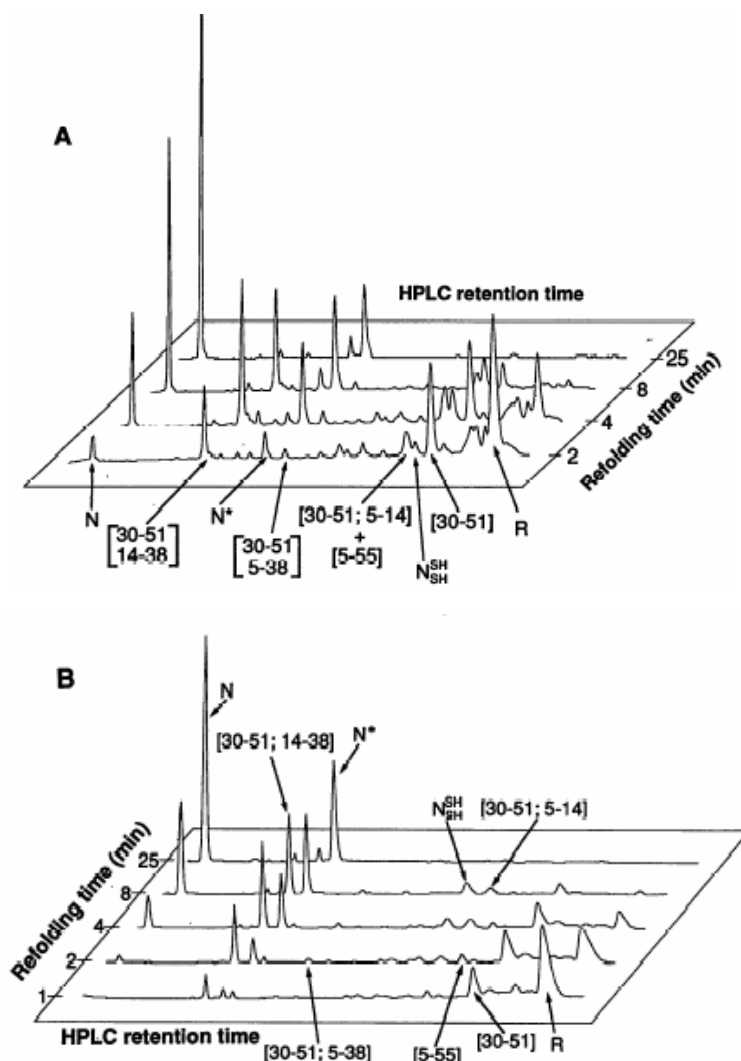 A
HPLC retention time
25
8
4
2
Refolding time (min)
N
[30-51
14-38]
N*
[30-51
5-38]
[30-51; 5-14]
+
[5-55]
N SH
SH
[30-51]
R
B
N
[30-51; 14-38]
N*
N SH
SH
[30-51; 5-14]
Refolding time (min)
25
8
4
2
1
HPLC retention time
[30-51; 5-38]
[5-55]
[30-51]
R